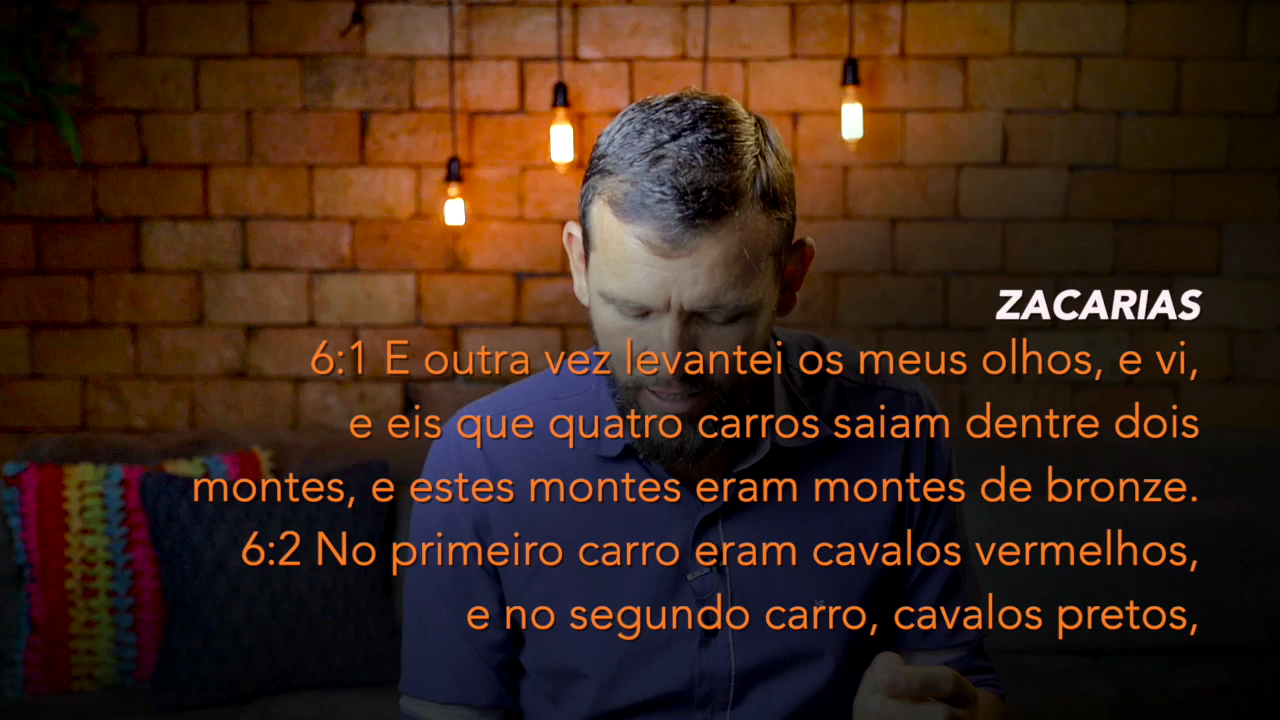 ZACARIAS
6:1 E outra vez levantei os meus olhos, e vi,
e eis que quatro carros saiam dentre dois
montes, e estes montes eram montes de bronze.
6:2 No primeiro carro eram cavalos vermelhos,
e no segundo carro, cavalos pretos,